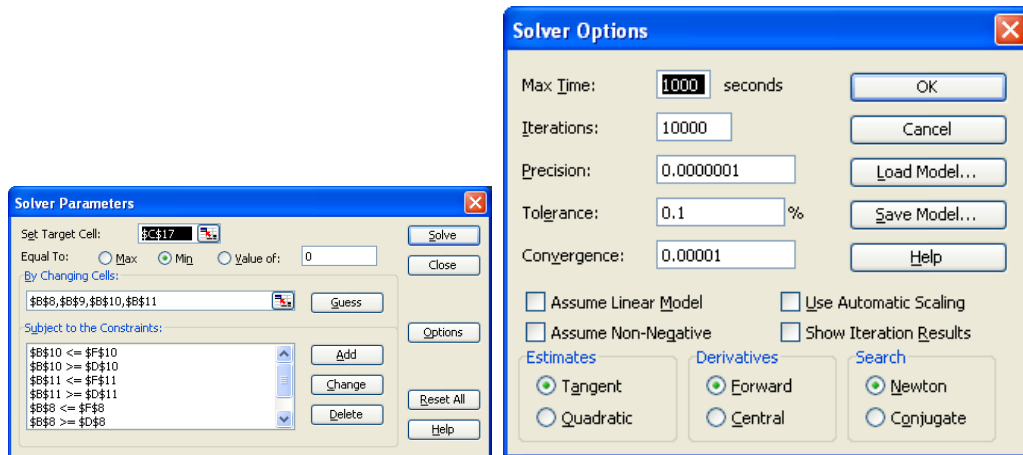 Solver Parameters
Set Target Cell: $C$17 Solve
Equal To: Max Min Value of: 0 Close
By Changing Cells:
$B$8,$B$9,$B$10,$B$11 Guess
Subject to the Constraints: Options
$B$10 <= $F$10 Add
$B$10 >= $D$10
$B$11 <= $F$11 Change
$B$11 >= $D$11
$B$8 <= $F$8 Delete Reset All
$B$8 >= $D$8
Help
Solver Options
Max Time: 1000 seconds OK
Iterations: 10000 Cancel
Precision: 0.0000001 Load Model...
Tolerance: 0.1 % Save Model...
Convergence: 0.00001 Help
Assume Linear Model Use Automatic Scaling
Assume Non-Negative Show Iteration Results
Estimates Derivatives Search
Tangent Forward Newton
Quadratic Central Conjugate